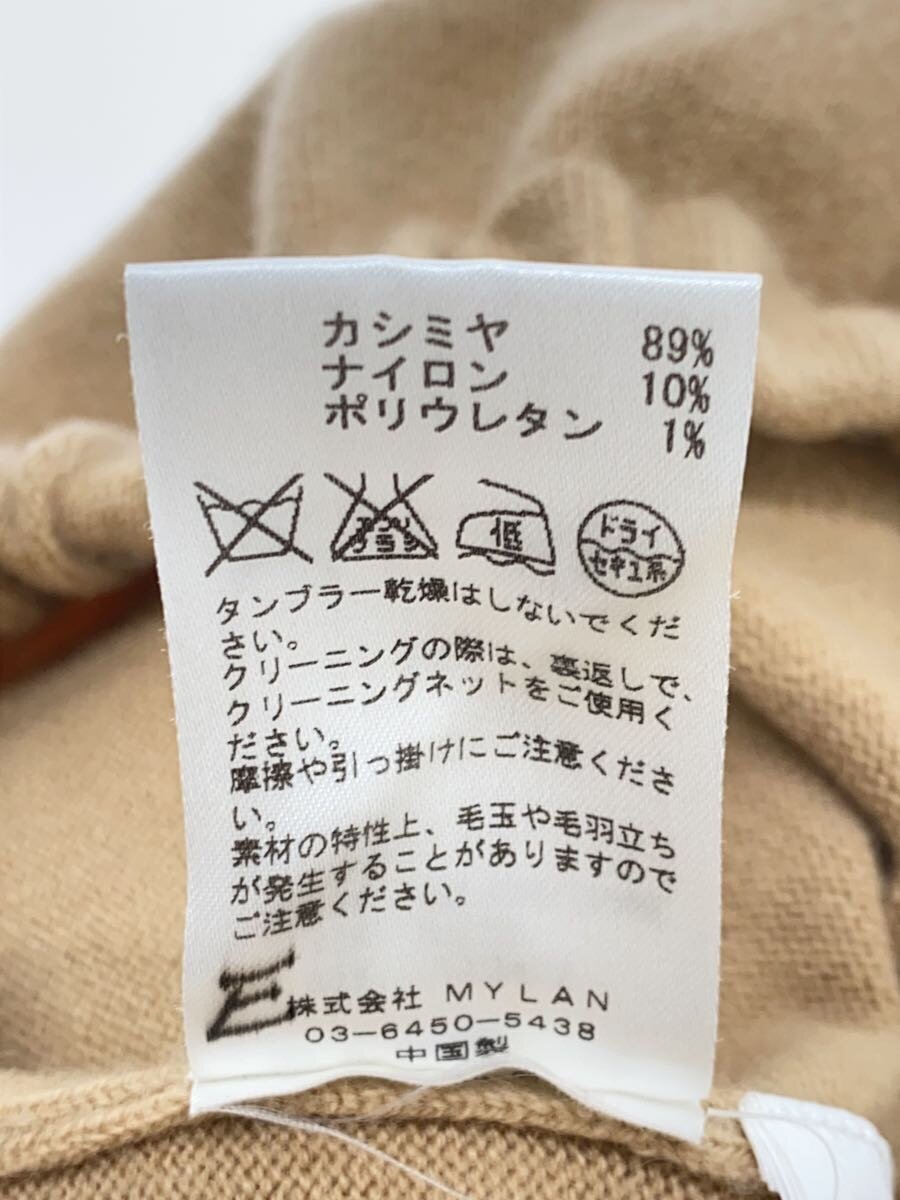 カシミヤ 89%
ナイロン 10%
ポリウレタン 1%
エンソ
サラシ
低
ドライ
セキユ系
タンブラー乾燥はしないでくだ
さい。
クリーニングの際は、裏返しで、
クリーニングネットをご使用く
ださい。
摩擦や引っ掛けにご注意くださ
い。
素材の特性上、毛玉や毛羽立ち
が発生することがありますので
ご注意ください。
E
株式会社 MYLAN
03-6450-5438
中国製